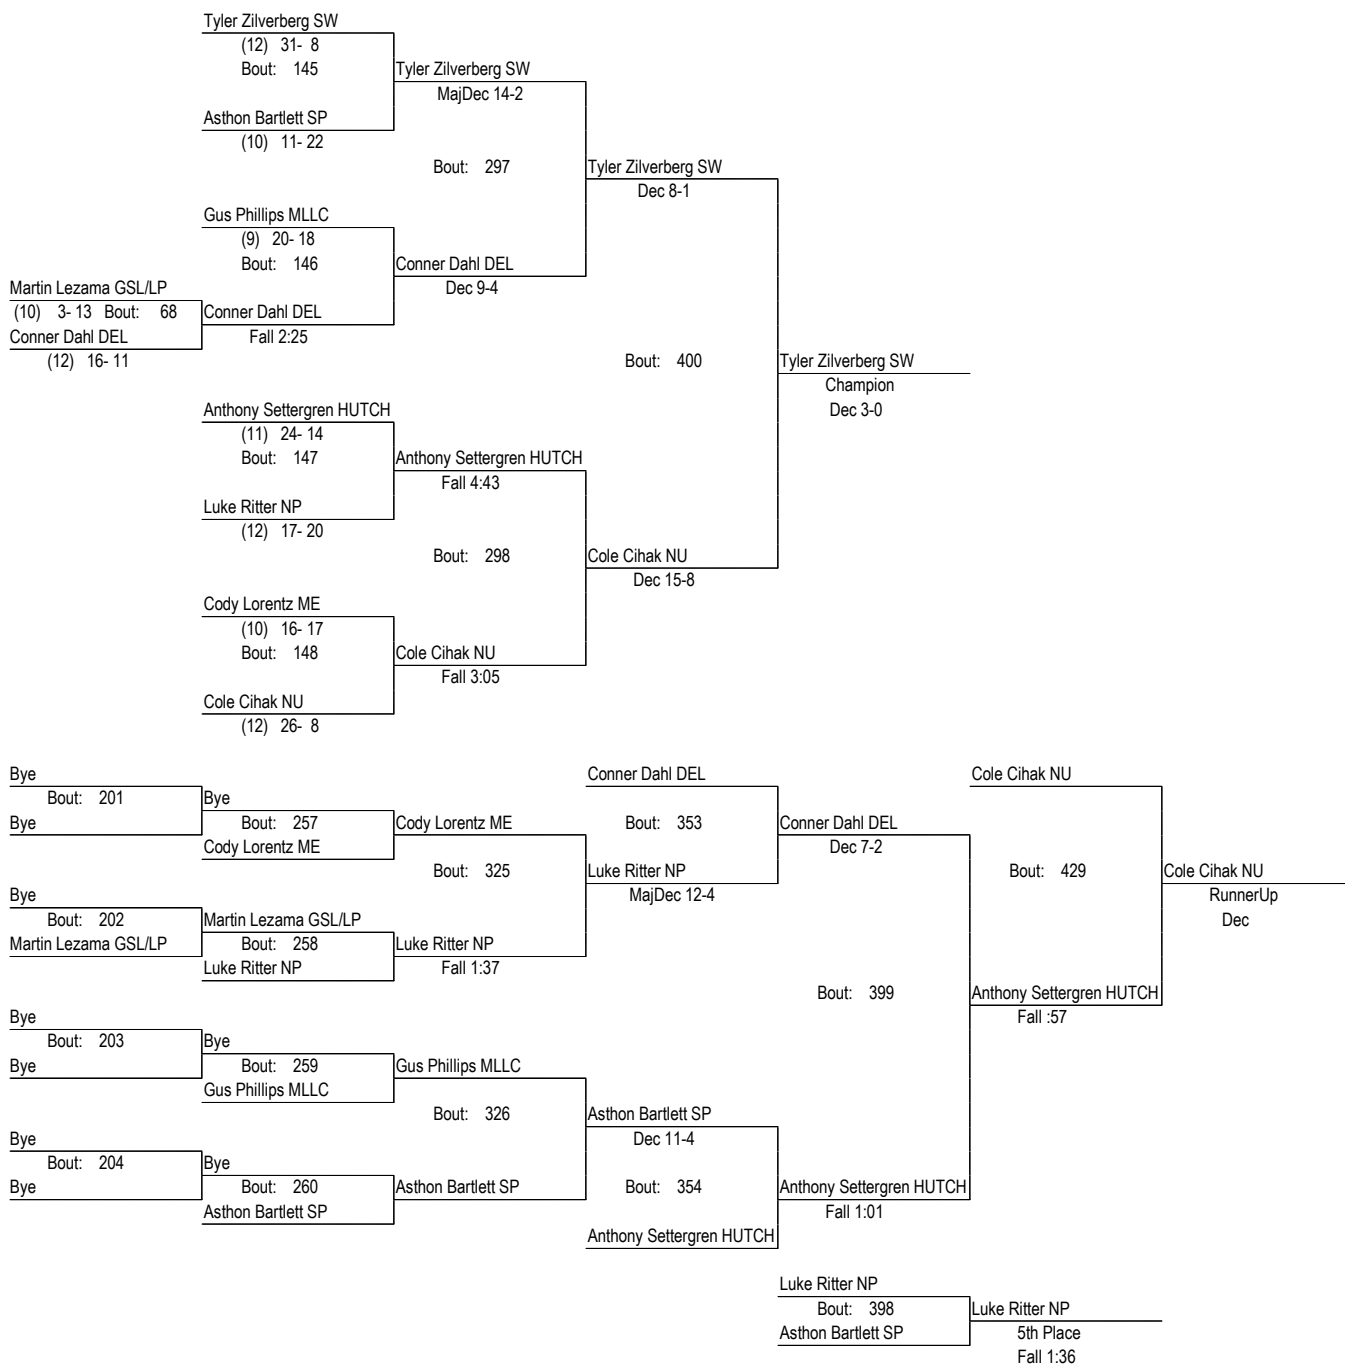 Tyler Zilverberg SW
(12) 31- 8
Bout: 145
Tyler Zilverberg SW
MajDec 14-2
Asthon Bartlett SP
(10) 11- 22
Bout: 297
Tyler Zilverberg SW
Dec 8-1
Gus Phillips MLLC
(9) 20- 18
Bout: 146
Conner Dahl DEL
Dec 9-4
Martin Lezama GSL/LP
(10) 3- 13 Bout: 68
Conner Dahl DEL
(12) 16- 11
Conner Dahl DEL
Fall 2:25
Bout: 400
Tyler Zilverberg SW
Champion
Dec 3-0
Anthony Settergren HUTCH
(11) 24- 14
Bout: 147
Anthony Settergren HUTCH
Fall 4:43
Luke Ritter NP
(12) 17- 20
Bout: 298
Cole Cihak NU
Dec 15-8
Cody Lorentz ME
(10) 16- 17
Bout: 148
Cole Cihak NU
Fall 3:05
Cole Cihak NU
(12) 26- 8
Bye
Bout: 201
Bye
Bye
Bout: 257
Cody Lorentz ME
Cody Lorentz ME
Bout: 325
Conner Dahl DEL
Bout: 353
Luke Ritter NP
MajDec 12-4
Conner Dahl DEL
Dec 7-2
Cole Cihak NU
Bout: 429
Cole Cihak NU
RunnerUp
Dec
Bye
Bout: 202
Martin Lezama GSL/LP
Martin Lezama GSL/LP
Bout: 258
Luke Ritter NP
Luke Ritter NP
Fall 1:37
Bout: 399
Anthony Settergren HUTCH
Fall :57
Bye
Bout: 203
Bye
Bye
Bout: 259
Gus Phillips MLLC
Gus Phillips MLLC
Bout: 326
Asthon Bartlett SP
Dec 11-4
Bye
Bout: 204
Bye
Bye
Bout: 260
Asthon Bartlett SP
Asthon Bartlett SP
Bout: 354
Anthony Settergren HUTCH
Fall 1:01
Anthony Settergren HUTCH
Luke Ritter NP
Bout: 398
Asthon Bartlett SP
Luke Ritter NP
5th Place
Fall 1:36